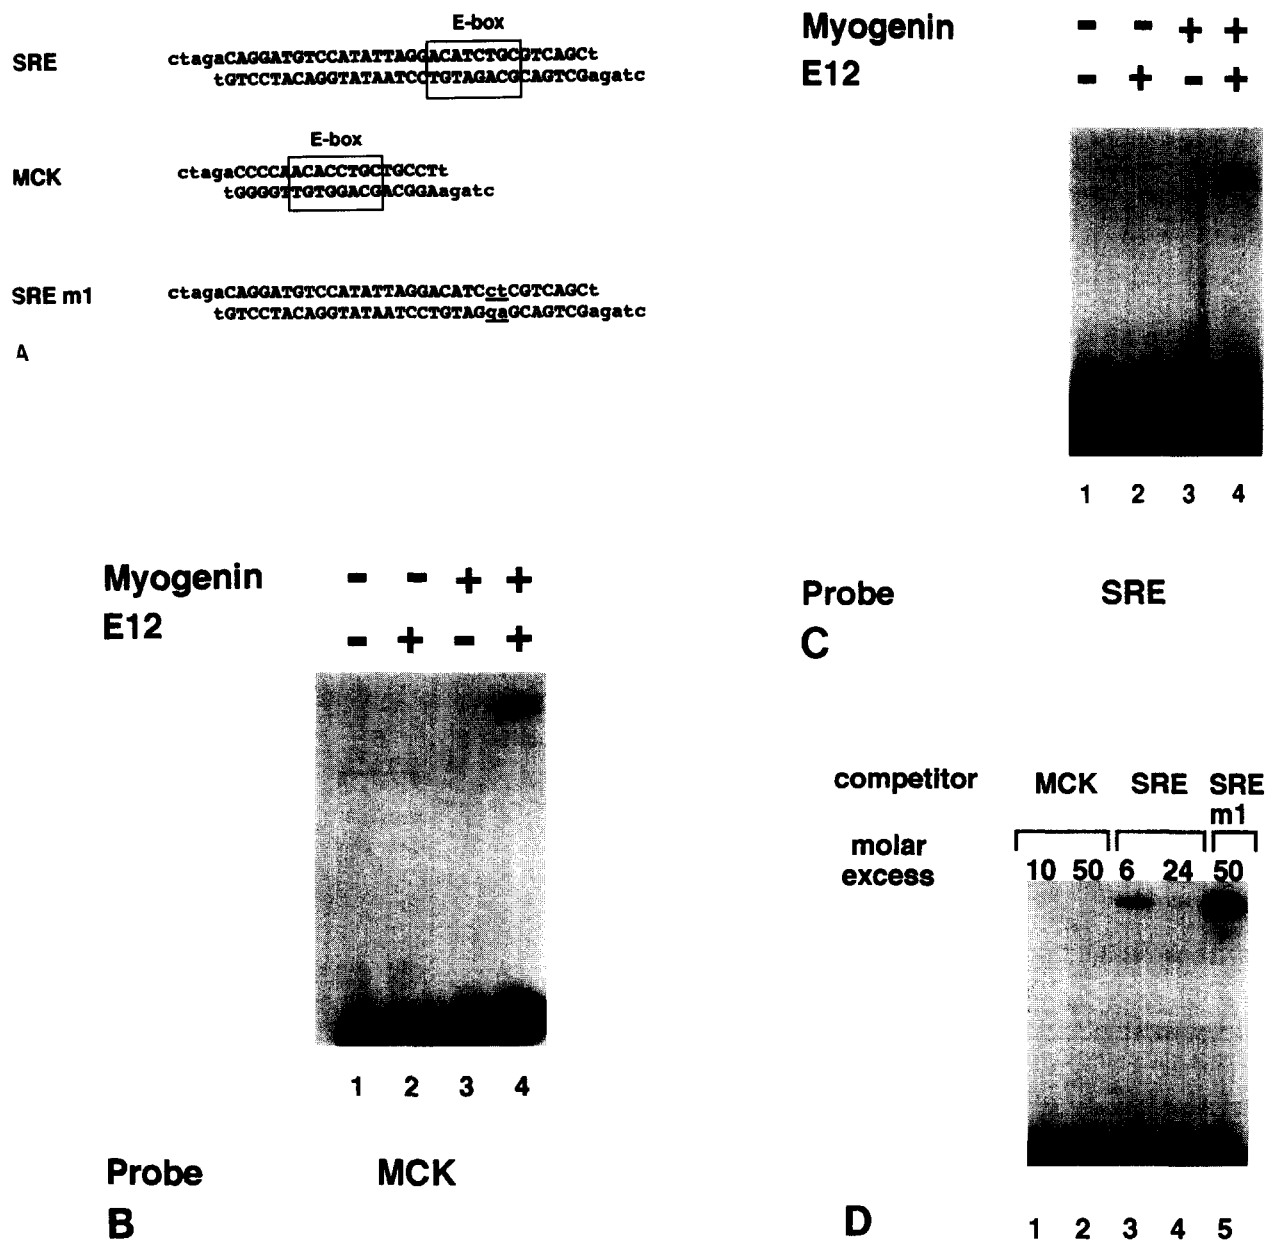 E-box
SRE
ctagaCAGGATGTCCATATTAGGACATCTGCGTCAGCt
tGTCCTACAGGTATAATCCTGTAGACGCAGTCGagatc
E-box
MCK
ctagaCCCCAACACCTGCTGCCTt
tGGGGTTGTGGACGACGGAagatc
SRE m1
ctagaCAGGATGTCCATATTAGGACATCctCGTCAGCt
tGTCCTACAGGTATAATCCTGTAGgaGCAGTCGagatc
A
Myogenin - - + +
E12 - + - +
1 2 3 4
Probe SRE
C
Myogenin - - + +
E12 - + - +
1 2 3 4
Probe MCK
B
competitor MCK SRE SRE m1
molar excess 10 50 6 24 50
1 2 3 4 5
D